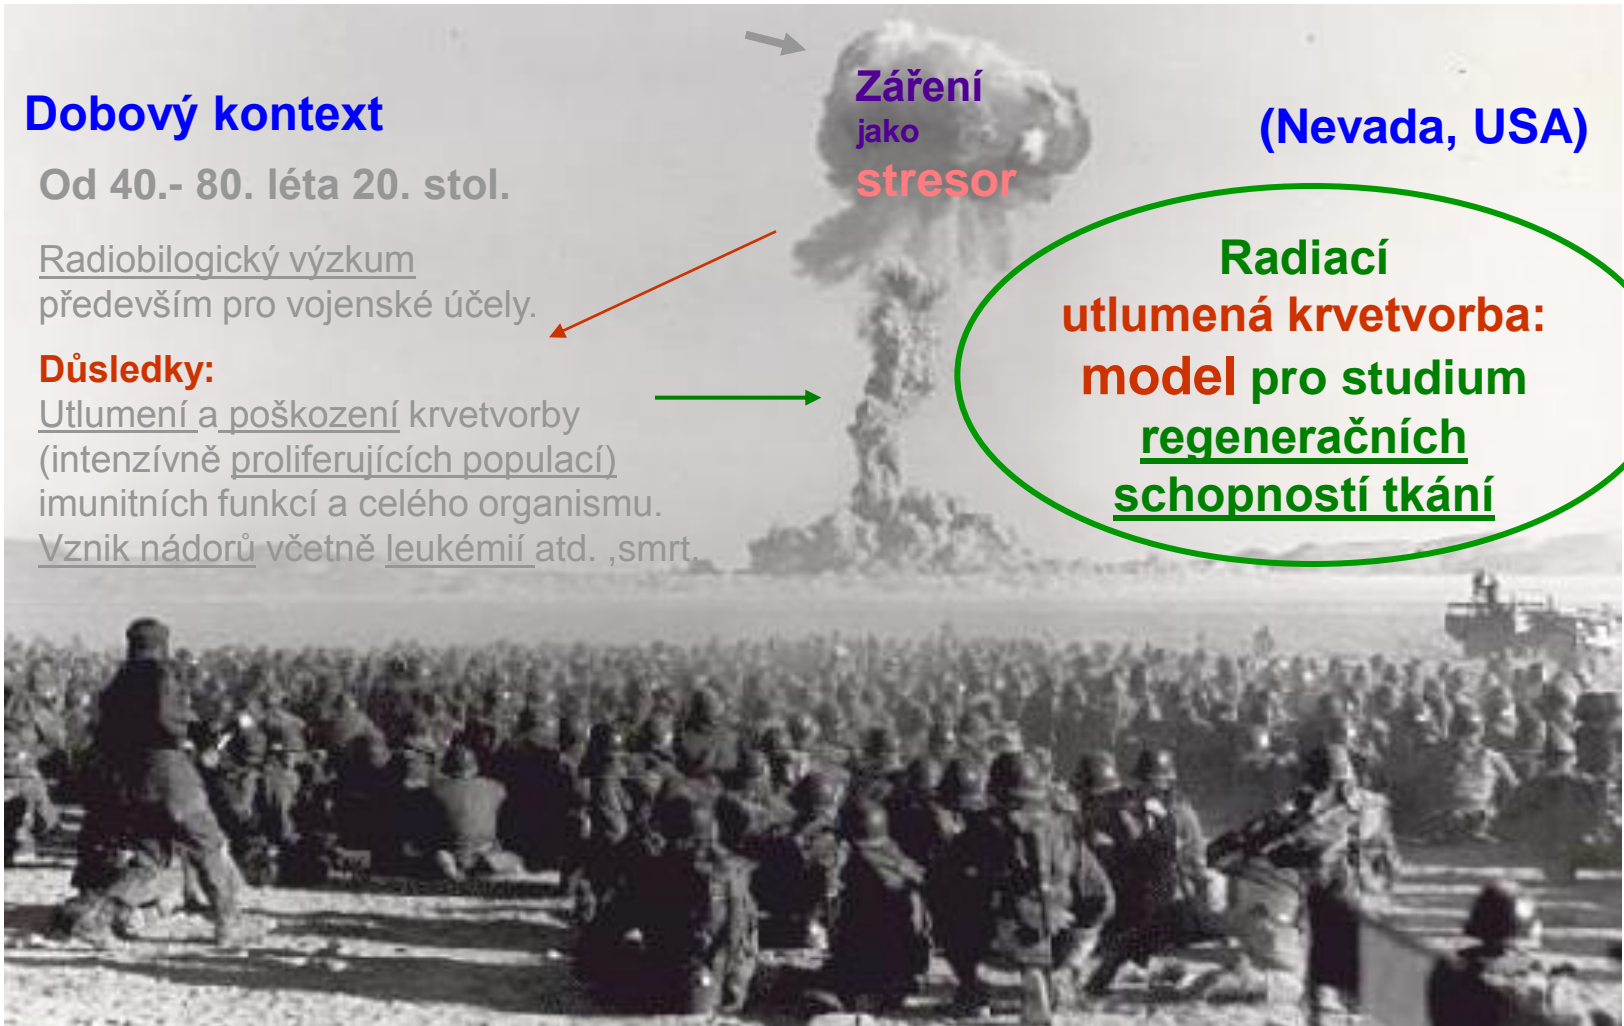 Dobový kontext
Od 40.- 80. léta 20. stol.
Radiobilogický výzkum
především pro vojenské účely.
Důsledky:
Utlumení a poškození krvetvorby
(intenzívně proliferujících populací)
imunitních funkcí a celého organismu.
Vznik nádorů včetně leukémií atd. ,smrt.
Záření
jako
stresor
(Nevada, USA)
Radiací
utlumená krvetvorba:
model pro studium
regeneračních
schopností tkání